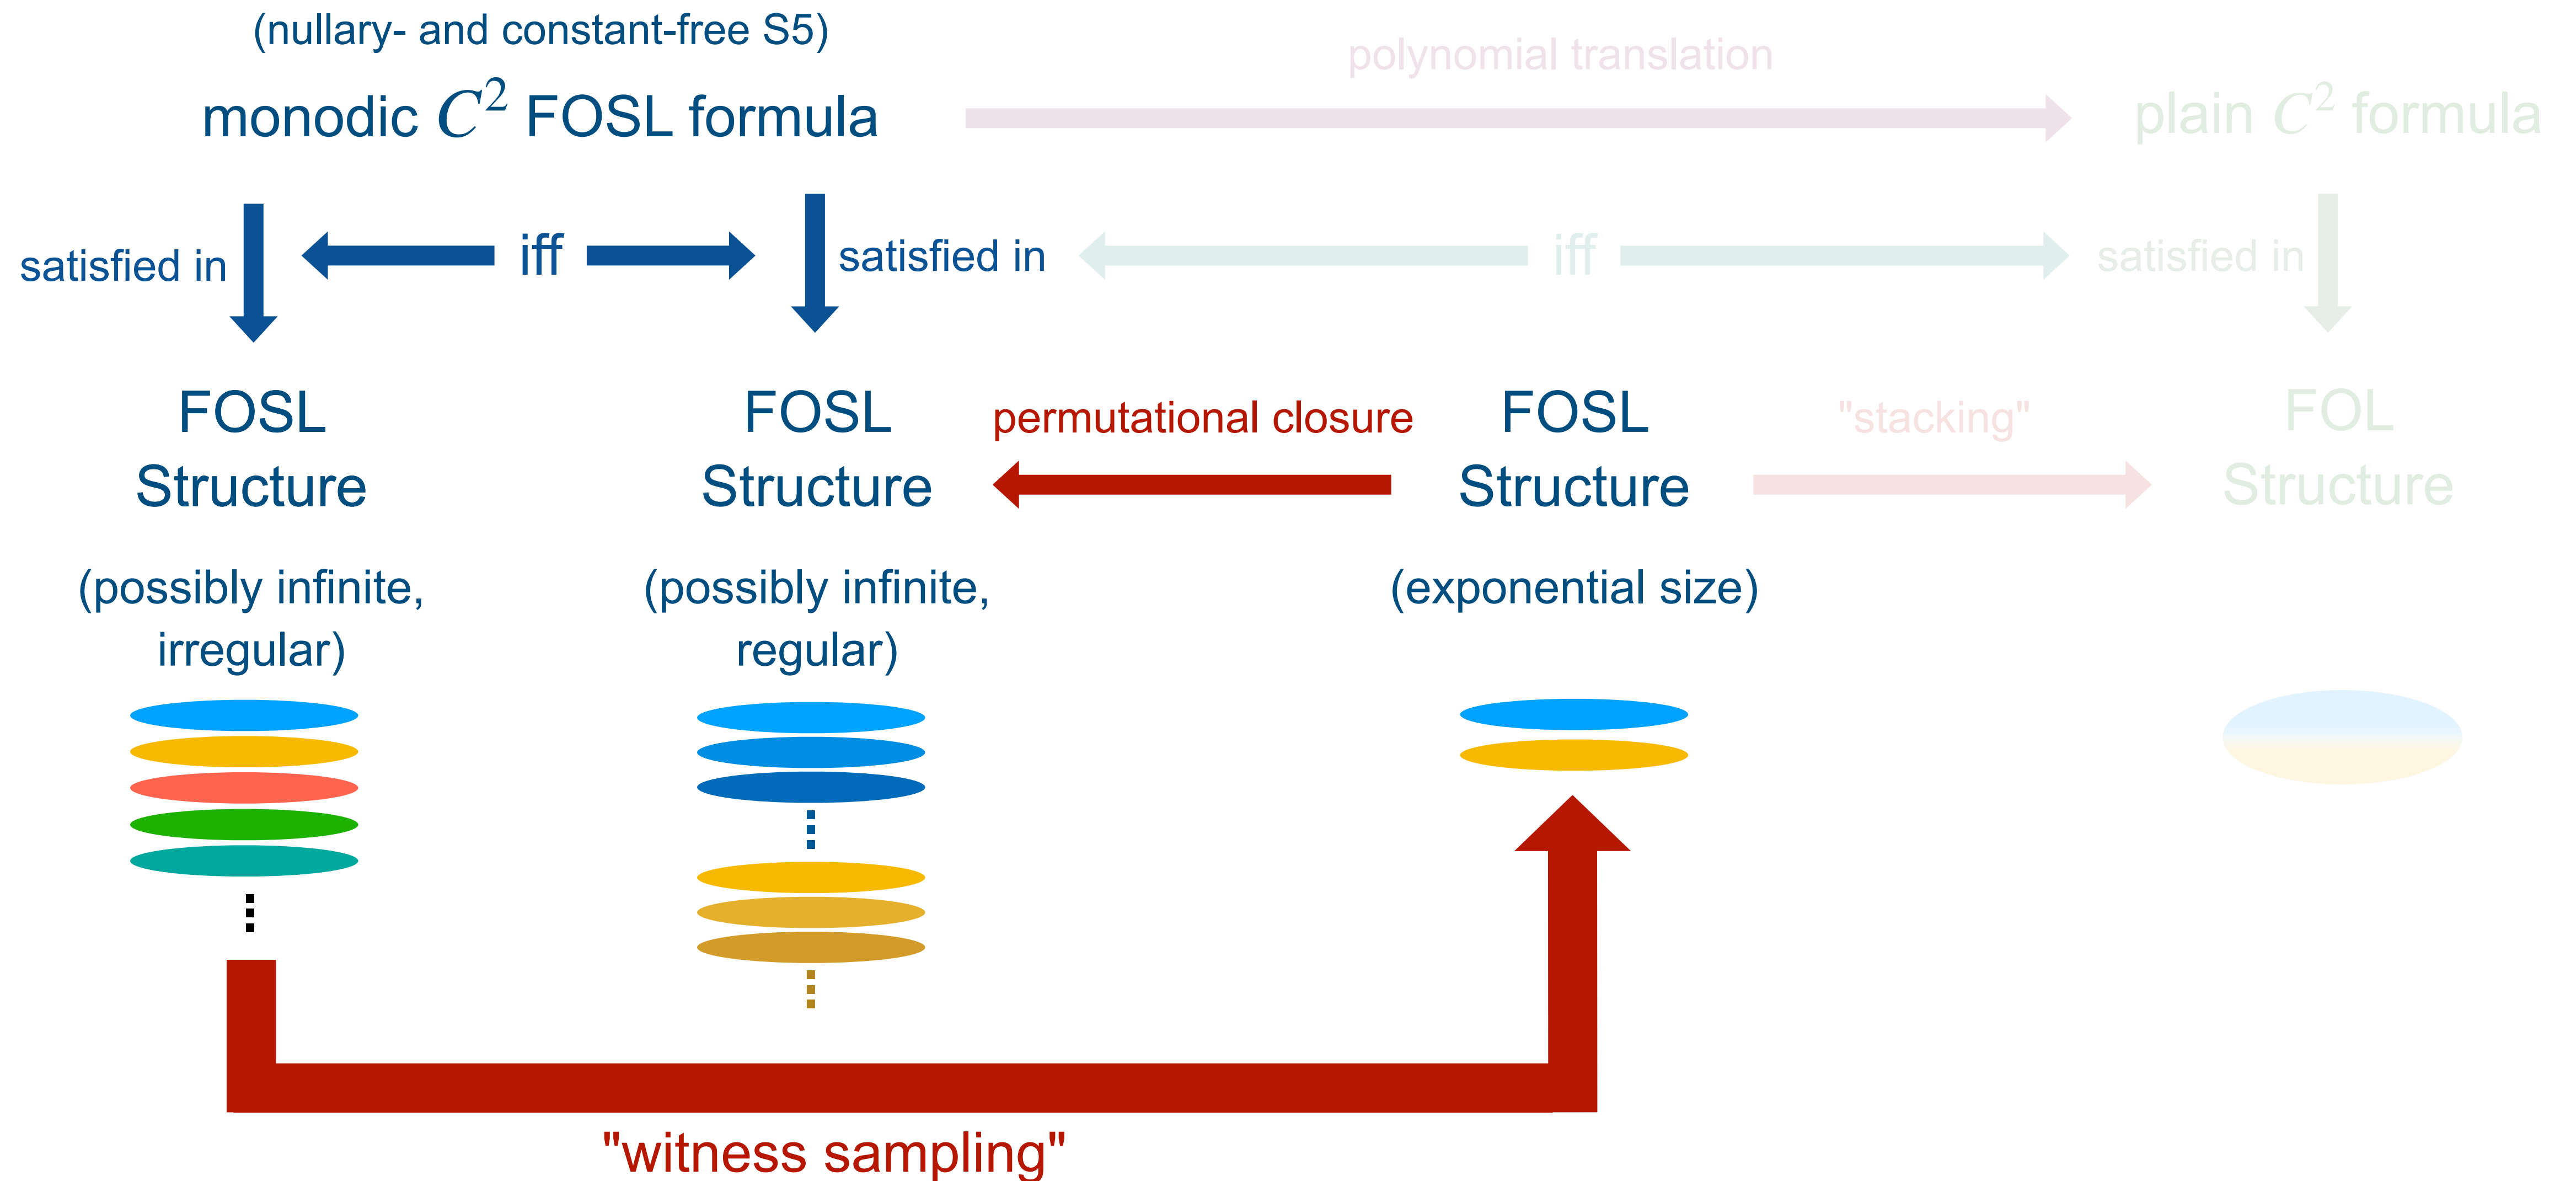 (nullary- and constant-free S5)
polynomial translation
monodic C² FOSL formula
plain C² formula
satisfied in
iff
satisfied in
iff
satisfied in
FOSL
Structure
FOSL
Structure
permutational closure
FOSL
Structure
"stacking"
FOL
Structure
(possibly infinite,
irregular)
(possibly infinite,
regular)
(exponential size)
"witness sampling"